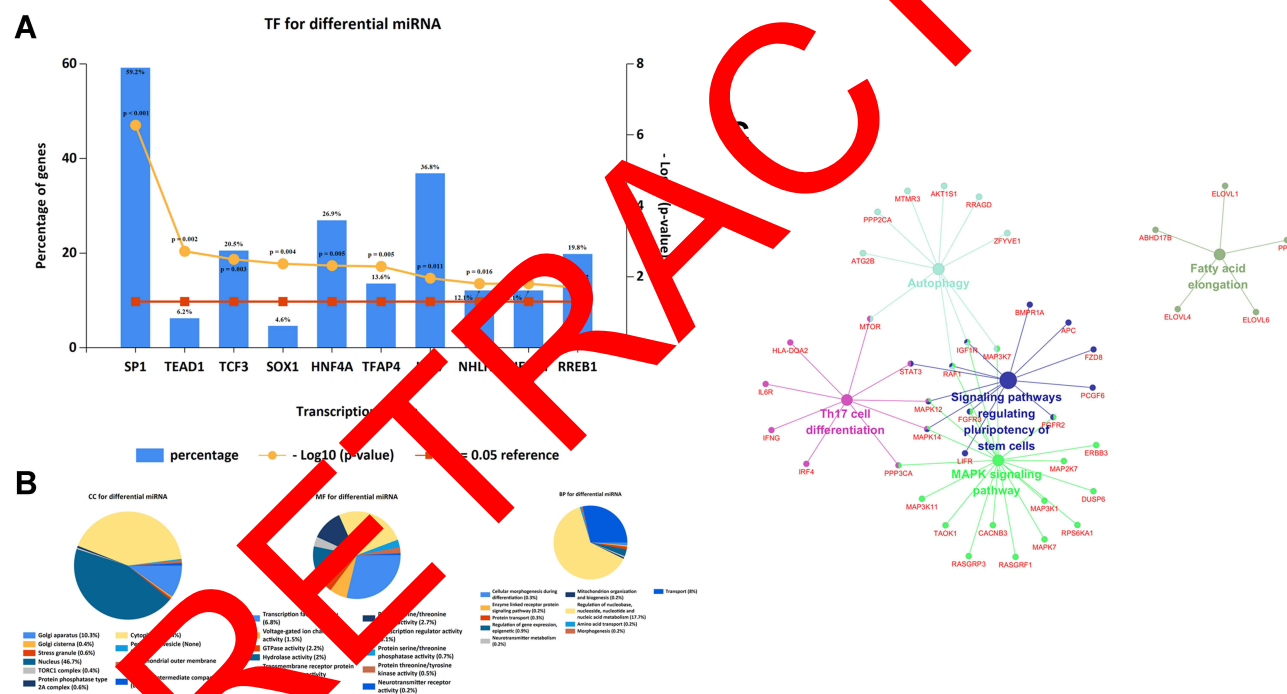 A
TF for differential miRNA
Percentage of genes
60
40
20
0
8
6
4
2
59.2%
p < 0.001
p = 0.002
6.2%
20.5%
p = 0.003
p = 0.004
4.6%
26.9%
p = 0.005
p = 0.005
13.6%
36.8%
p = 0.011
p = 0.016
12.1%
19.8%
SP1
TEAD1
TCF3
SOX1
HNF4A
TFAP4
RREB1
percentage
- Log10 (p-value)
= 0.05 reference
RETRACT
Autophagy
ATG2B
PPP2CA
MTMR3
AKT1S1
RRAGD
ZFYVE1
MTOR
Fatty acid
elongation
ELOVL1
ABHD17B
ELOVL4
ELOVL6
Th17 cell
differentiation
HLA-DQA2
IL6R
IFNG
IRF4
STAT3
MAPK12
MAPK14
PPP3CA
Signaling pathways
regulating
pluripotency of
stem cells
BMPR1A
APC
FZD8
PCGF6
IGF1R
MAP3K7
RAF1
FGFR3
FGFR2
LIFR
MAPK signaling
pathway
ERBB3
MAP2K7
DUSP6
MAP3K1
RPS6KA1
MAPK7
CACNB3
RASGRF1
RASGRP3
TAOK1
MAP3K11
B
CC for differential miRNA
Golgi aparatus (10.3%)
Golgi cisterna (0.4%)
Stress granule (0.6%)
Nucleus (46.7%)
TORC1 complex (0.4%)
Protein phosphatase type
2A complex (0.6%)
outer membrane
MF for differential miRNA
(6.8%)
Voltage-gated ion
activity (1.5%)
GTPase activity (2.2%)
Hydrolase activity (2%)
receptor protein
activity (2.7%)
regulator activity
Protein serine/threonine
phosphatase activity (0.7%)
Protein threonine/tyrosine
kinase activity (0.5%)
Neurotransmitter receptor
activity (0.2%)
BP for differential miRNA
Cellular morphogenesis during
differentiation (0.3%)
Enzyme linked receptor protein
signaling pathway (0.2%)
Protein transport (0.3%)
Regulation of gene expression,
epigenetic (0.9%)
Neurotransmitter metabolism
(0.2%)
Mitochondrion organization
and biogenesis (0.2%)
Regulation of nucleobase,
nucleoside, nucleotide and
nucleic acid metabolism (17.7%)
Amino acid transport (0.2%)
Morphogenesis (0.2%)
Transport (8%)